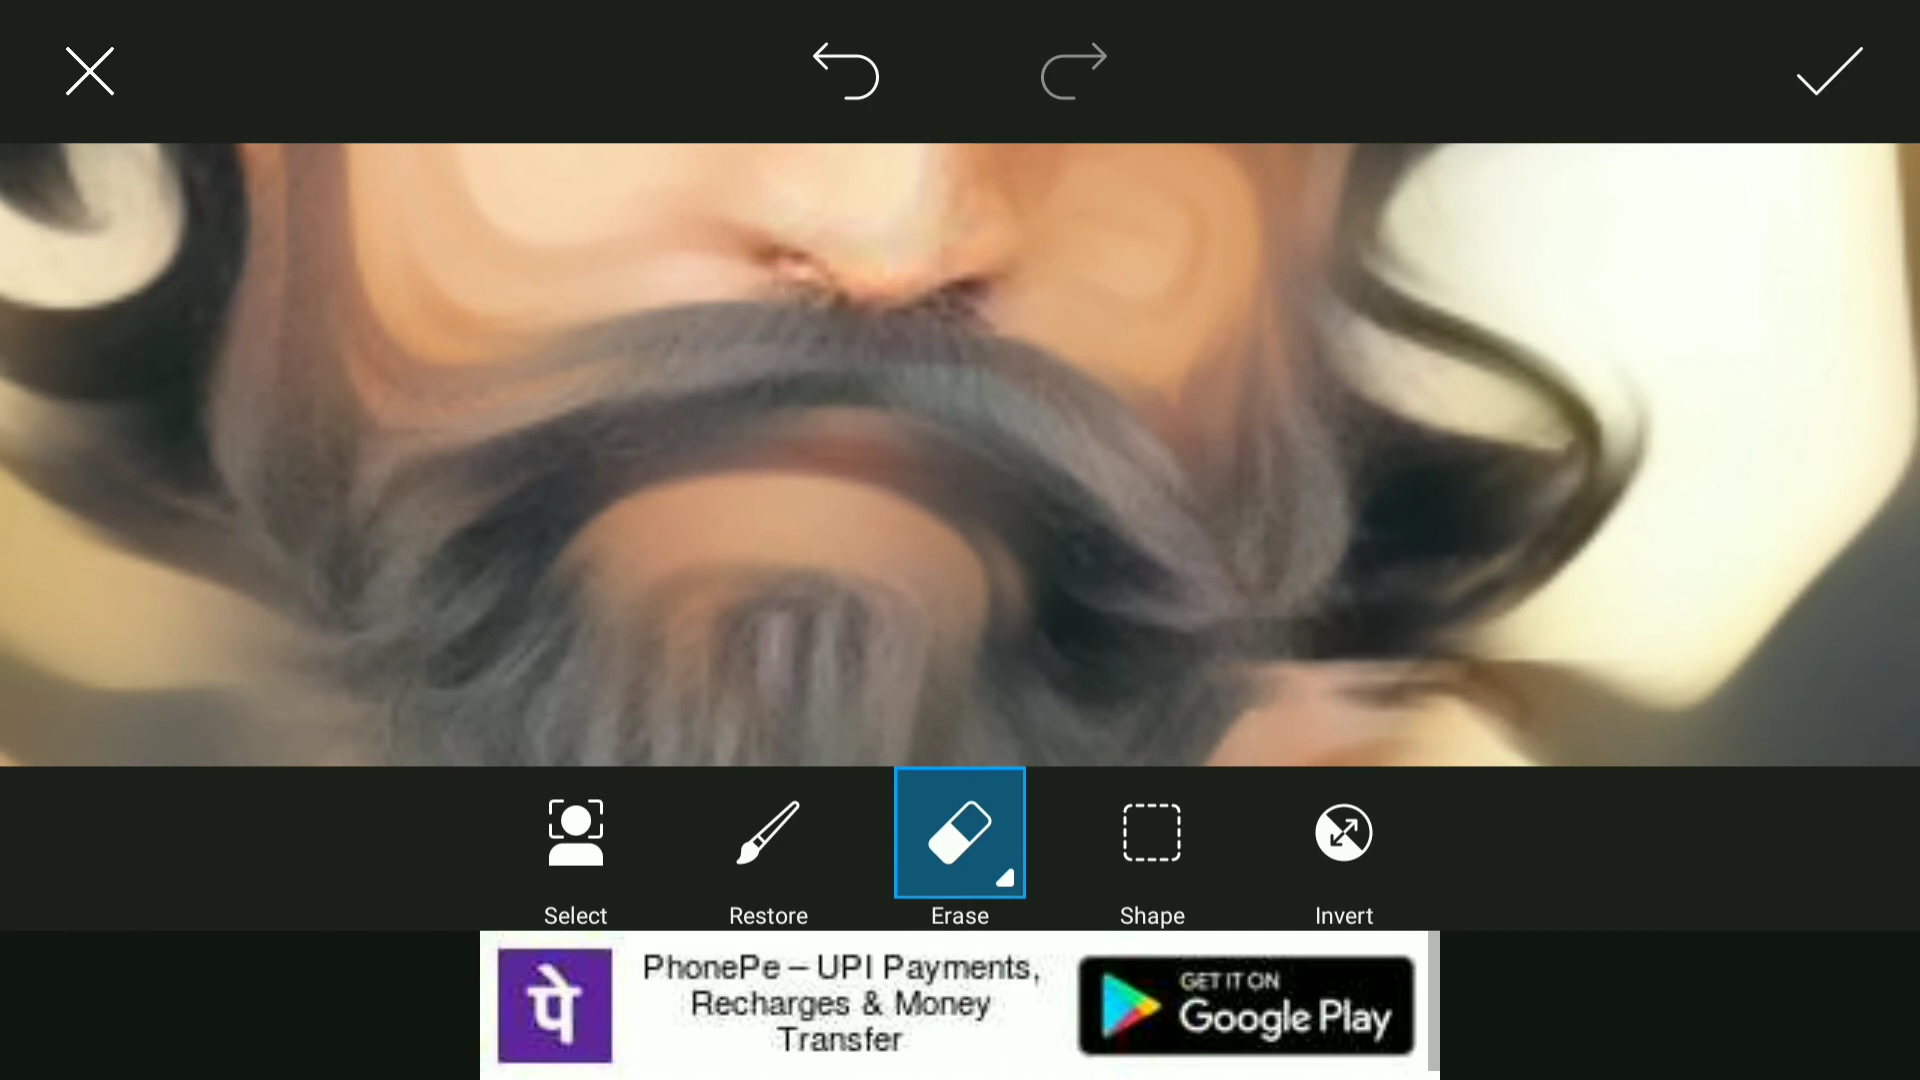 Select Restore Erase Shape Invert
पे
PhonePe – UPI Payments,
Recharges & Money
Transfer
GET IT ON
Google Play